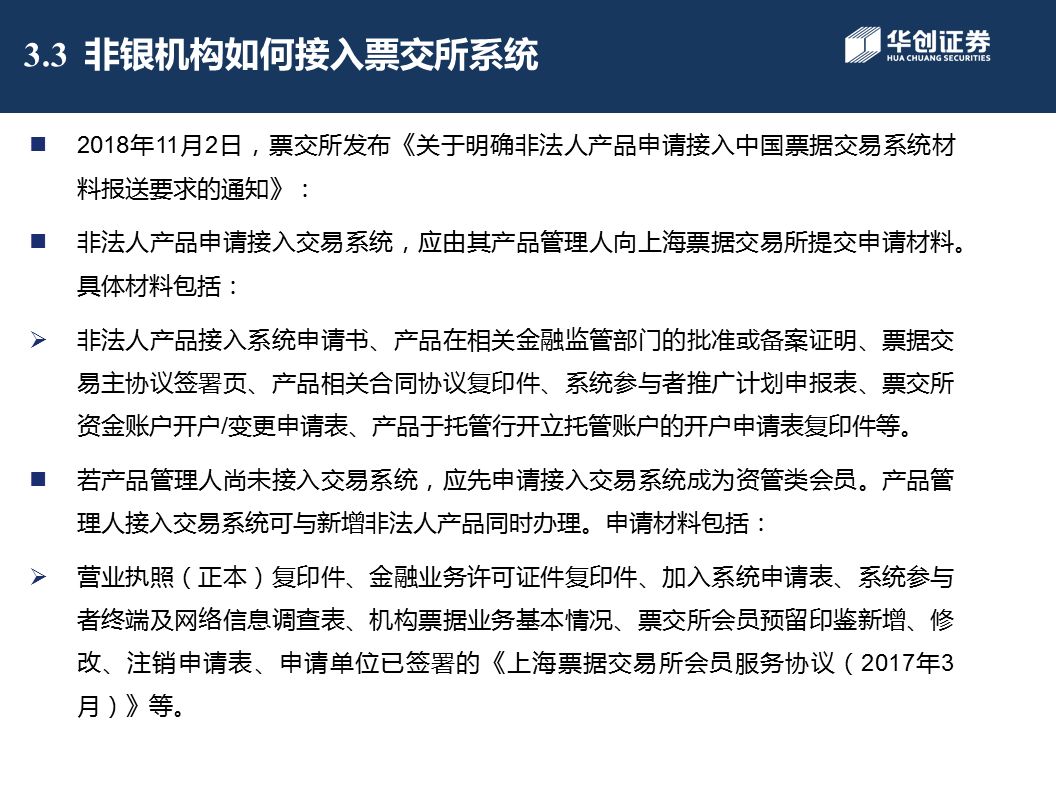 3.3 非银机构如何接入票交所系统
华创证券
HUA CHUANG SECURITIES
2018年11月2日，票交所发布《关于明确非法人产品申请接入中国票据交易系统材
料报送要求的通知》：
非法人产品申请接入交易系统，应由其产品管理人向上海票据交易所提交申请材料。
具体材料包括：
非法人产品接入系统申请书、产品在相关金融监管部门的批准或备案证明、票据交
易主协议签署页、产品相关合同协议复印件、系统参与者推广计划申报表、票交所
资金账户开户/变更申请表、产品于托管行开立托管账户的开户申请表复印件等。
若产品管理人尚未接入交易系统，应先申请接入交易系统成为资管类会员。产品管
理人接入交易系统可与新增非法人产品同时办理。申请材料包括：
营业执照（正本）复印件、金融业务许可证件复印件、加入系统申请表、系统参与
者终端及网络信息调查表、机构票据业务基本情况、票交所会员预留印鉴新增、修
改、注销申请表、申请单位已签署的《上海票据交易所会员服务协议（2017年3
月）》等。